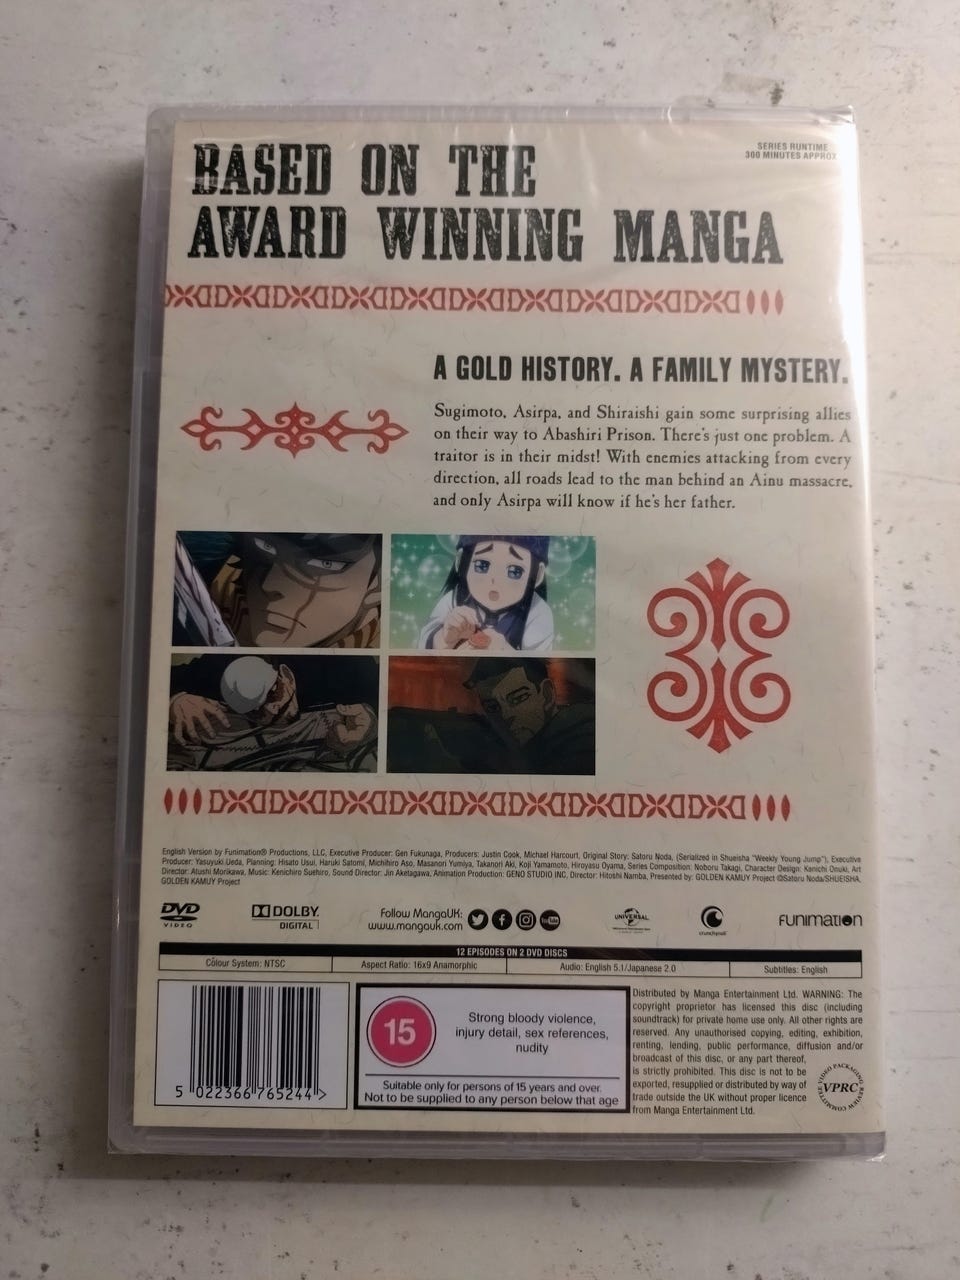 BASED ON THE
AWARD WINNING MANGA
SERIES RUNTIME
300 MINUTES APPROX
A GOLD HISTORY. A FAMILY MYSTERY.
Sugimoto, Asirpa, and Shiraishi gain some surprising allies
on their way to Abashiri Prison. There's just one problem. A
traitor is in their midst! With enemies attacking from every
direction, all roads lead to the man behind an Ainu massacre,
and only Asirpa will know if he's her father.
English Version by Funimation® Productions, LLC, Executive Producer: Gen Fukunaga, Producers: Justin Cook, Michael Harcourt, Original Story: Satoru Noda, (Serialized in Shueisha "Weekly Young Jump"), Executive
Producer: Yasuyuki Ueda, Planning: Hisato Usui, Haruki Satomi, Michihiro Aso, Masanori Yumiya, Takanori Aki, Koji Yamamoto, Hiroyasu Oyama, Series Composition: Noboru Takagi, Character Design: Kenichi Onuki, Art
Director: Atushi Morikawa, Music: Kenichiro Suehiro, Sound Director: Jin Aketagawa, Animation Production: GENO STUDIO INC, Director: Hitoshi Namba, Presented by: GOLDEN KAMUY Project ©Satoru Noda/SHUEISHA,
GOLDEN KAMUY Project
DVD
VIDEO
DOLBY
DIGITAL
Follow MangaUK:
www.mangauk.com
You Tube
UNIVERSAL
crunchyroll
FUNIMATION
12 EPISODES ON 2 DVD DISCS
Colour System: NTSC
Aspect Ratio: 16x9 Anamorphic
Audio: English 5.1/Japanese 2.0
Subtitles: English
5 022366 765244 >
15
Strong bloody violence,
injury detail, sex references,
nudity
Suitable only for persons of 15 years and over.
Not to be supplied to any person below that age
Distributed by Manga Entertainment Ltd. WARNING: The
copyright proprietor has licensed this disc (including
soundtrack) for private home use only. All other rights are
reserved. Any unauthorised copying, editing, exhibition,
renting, lending, public performance, diffusion and/or
broadcast of this disc, or any part thereof,
is strictly prohibited. This disc is not to be
exported, resupplied or distributed by way of
trade outside the UK without proper licence
from Manga Entertainment Ltd.
VIDEO PACKAGING REVIEW COMMITTEE
VPRC